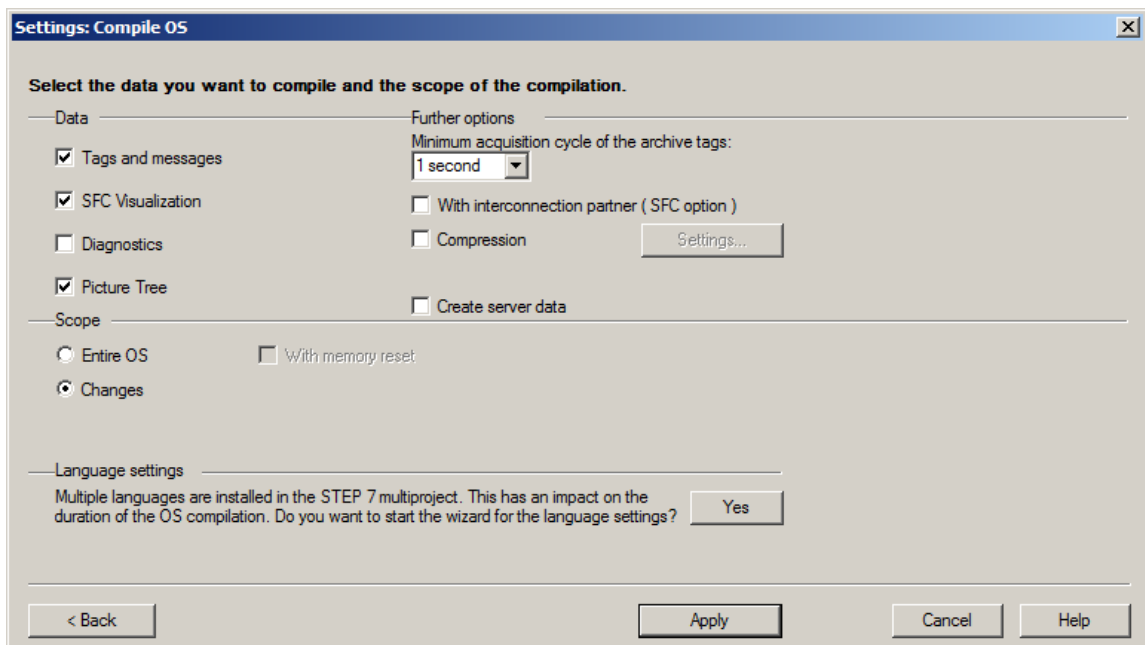 Settings: Compile OS
Select the data you want to compile and the scope of the compilation.
Data
Further options
Minimum acquisition cycle of the archive tags:
Tags and messages
1 second
SFC Visualization
With interconnection partner ( SFC option )
Diagnostics
Compression
Settings...
Picture Tree
Create server data
Scope
Entire OS
With memory reset
Changes
Language settings
Multiple languages are installed in the STEP 7 multiproject. This has an impact on the
duration of the OS compilation. Do you want to start the wizard for the language settings?
Yes
< Back
Apply
Cancel
Help